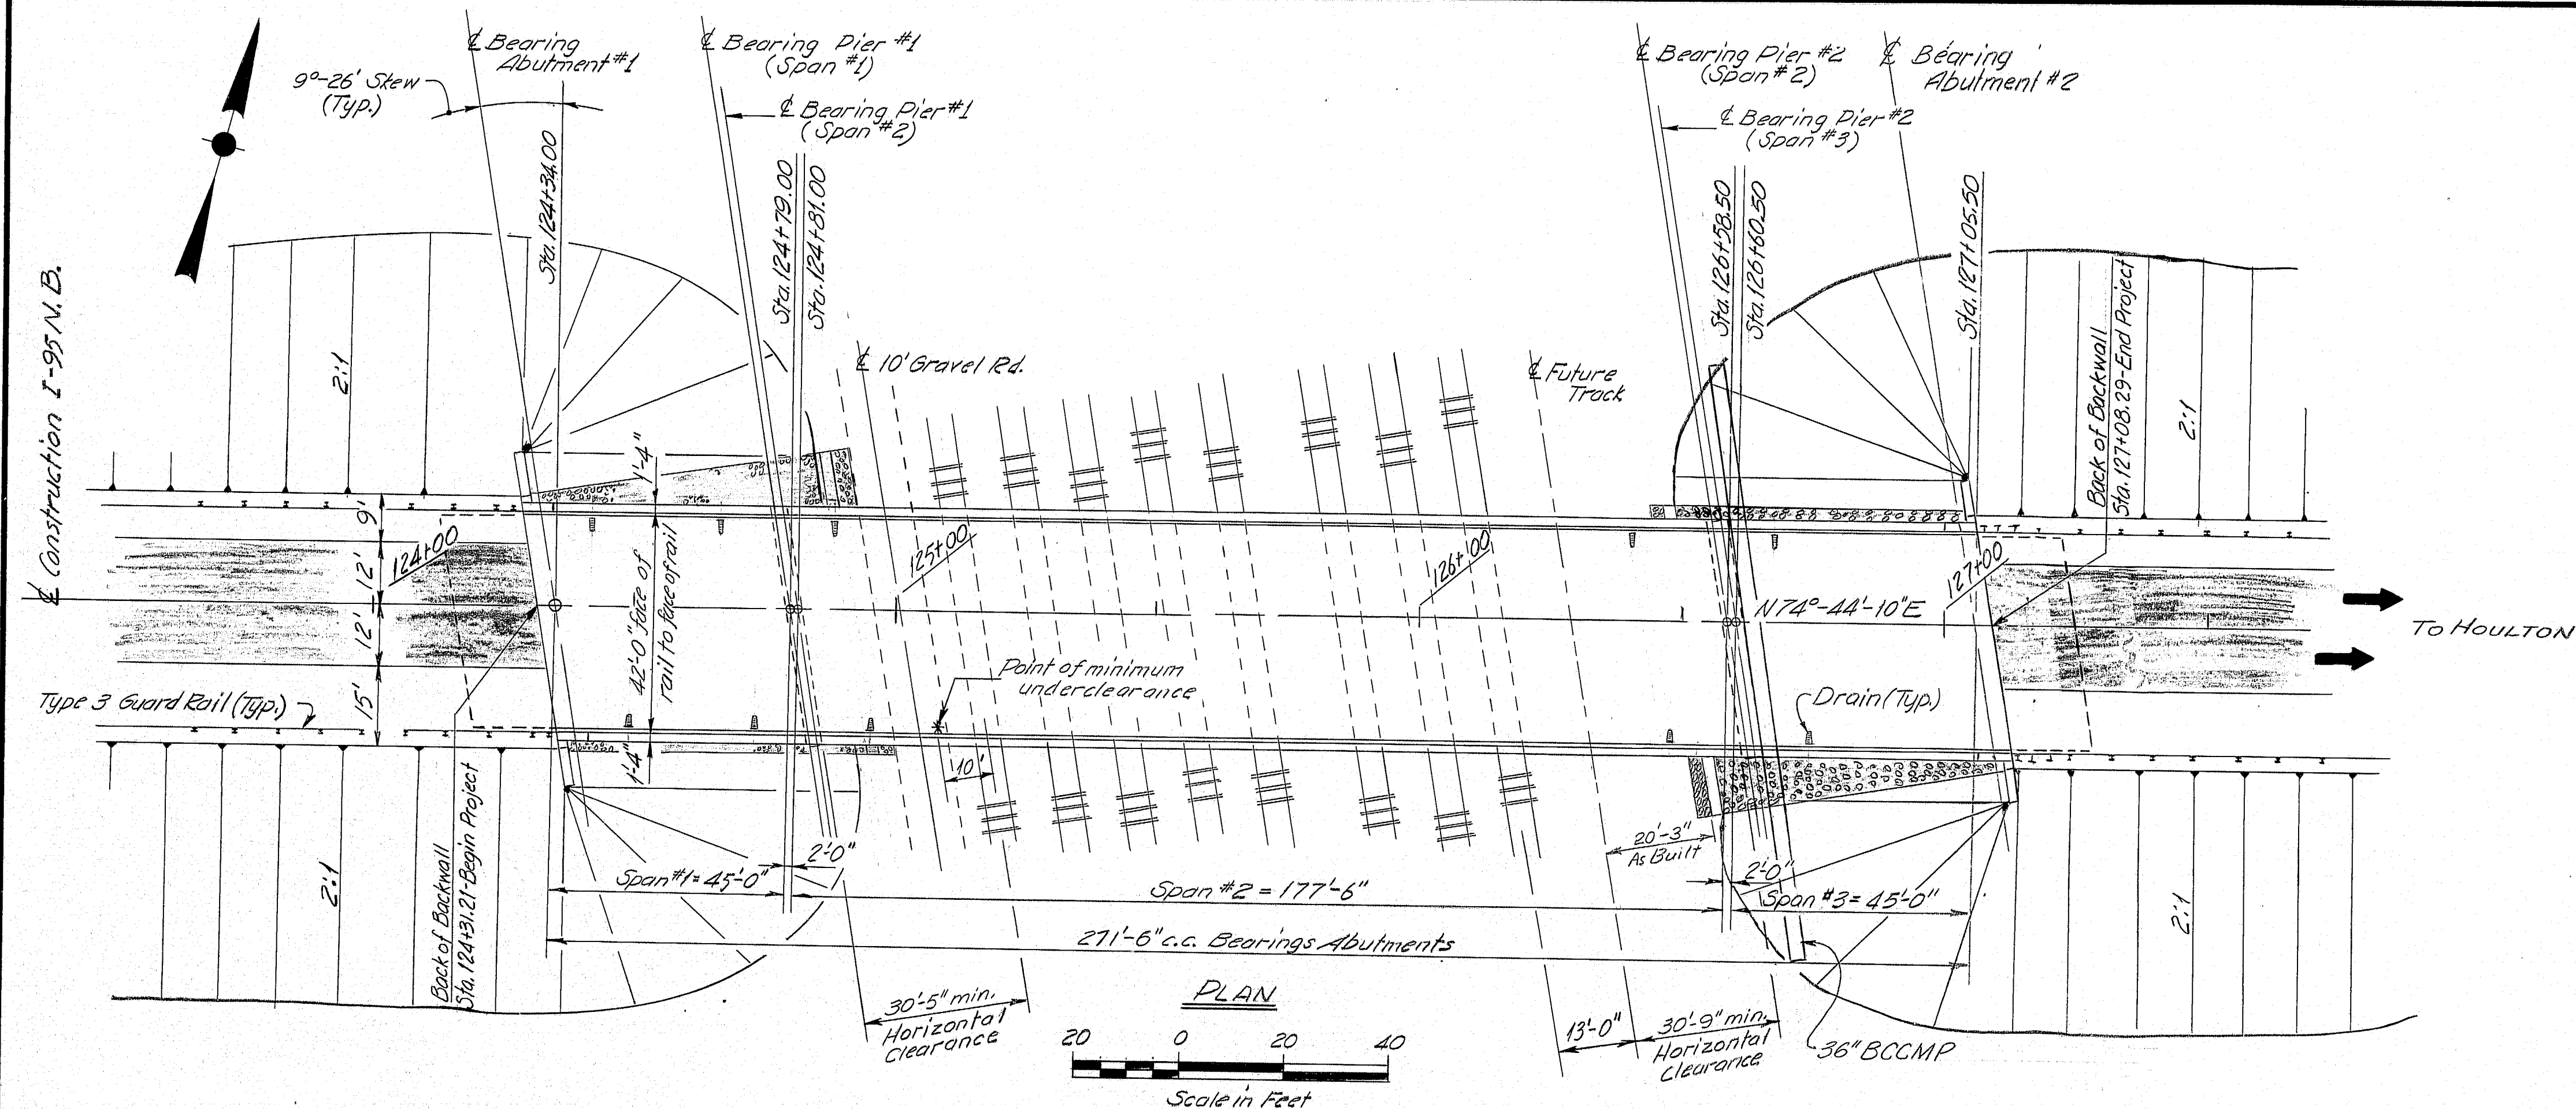 ℄ Bearing
Abutment #1
9°-26' Skew
(Typ.)
℄ Bearing Pier #1
(Span #1)
℄ Bearing Pier #1
(Span #2)
℄ Bearing Pier #2
(Span #2)
℄ Bearing
Abutment #2
℄ Bearing Pier #2
(Span #3)
Sta. 124+34.00
Sta. 124+79.00
Sta. 124+81.00
Sta. 126+58.50
Sta. 126+60.50
Sta. 127+05.50
Back of Backwall
Sta. 127+08.29-End Project
℄ Construction I-95 N.B.
2:1
2:1
℄ 10' Gravel Rd.
℄ Future
Track
1'-4"
9'
12'
12'
15'
124+00
125+00
126+00
127+00
42'-0" face of
rail to face of rail
N 74°-44'-10" E
TO HOULTON
Point of minimum
underclearance
Type 3 Guard Rail (Typ.)
Drain (Typ.)
1'-4"
10'
Back of Backwall
Sta. 124+31.21-Begin Project
2:1
2:1
20'-3"
As Built
2'-0"
2'-0"
Span #1 = 45'-0"
Span #2 = 177'-6"
Span #3 = 45'-0"
271'-6" c.c. Bearings Abutments
30'-5" min.
Horizontal
Clearance
PLAN
13'-0"
30'-9" min.
Horizontal
Clearance
36" BCCMP
20 0 20 40
Scale in Feet